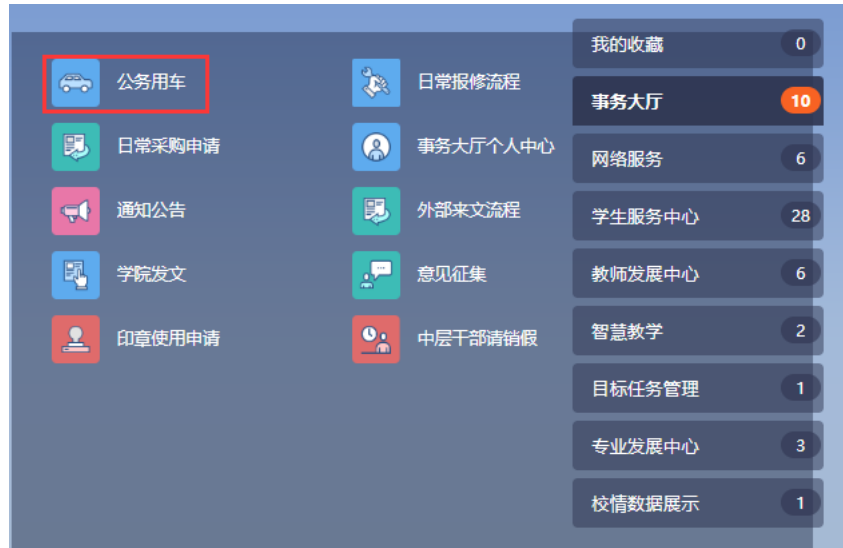 公务用车
日常报修流程
日常采购申请
事务大厅个人中心
通知公告
外部来文流程
学院发文
意见征集
印章使用申请
中层干部请销假
我的收藏 0
事务大厅 10
网络服务 6
学生服务中心 28
教师发展中心 6
智慧教学 2
目标任务管理 1
专业发展中心 3
校情数据展示 1